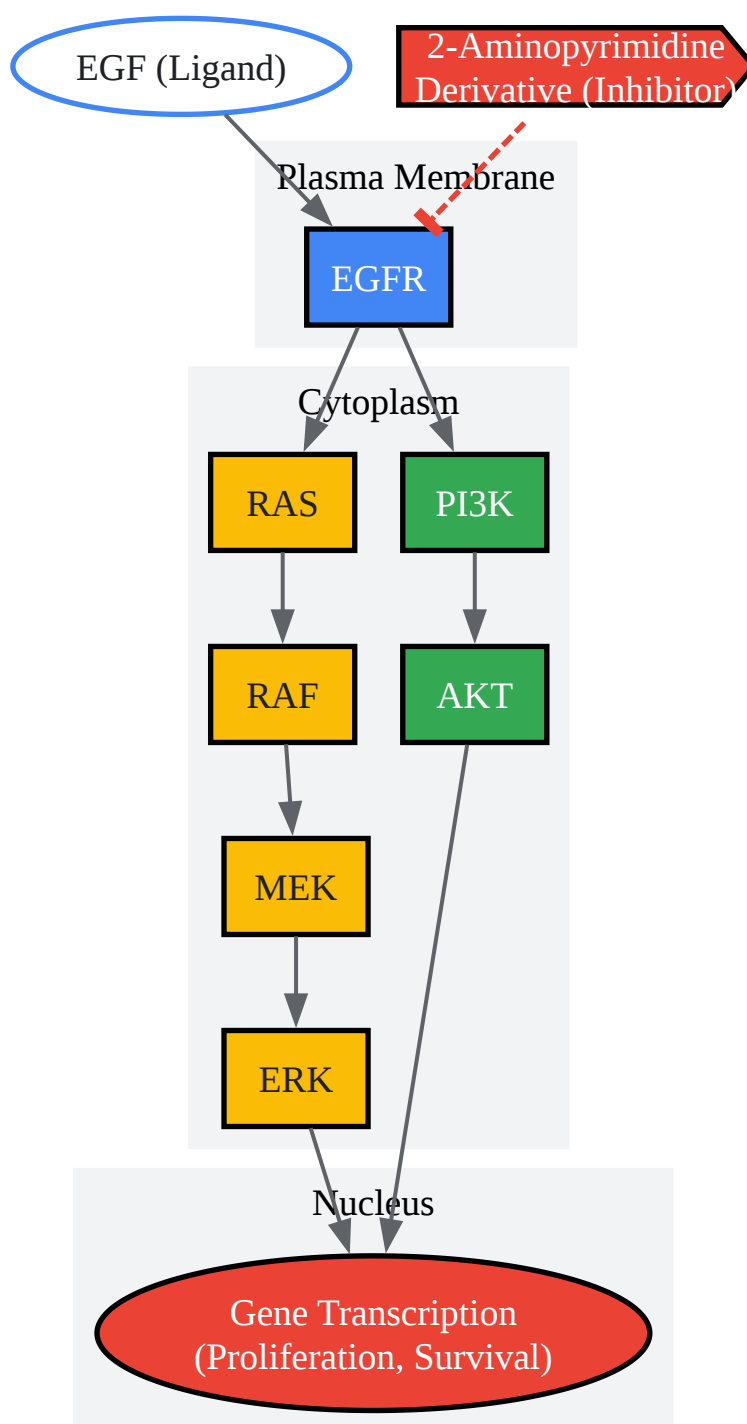 EGF (Ligand)
2-Aminopyrimidine
Derivative (Inhibitor)
Plasma Membrane
EGFR
Cytoplasm
RAS
PI3K
RAF
AKT
MEK
ERK
Nucleus
Gene Transcription
(Proliferation, Survival)